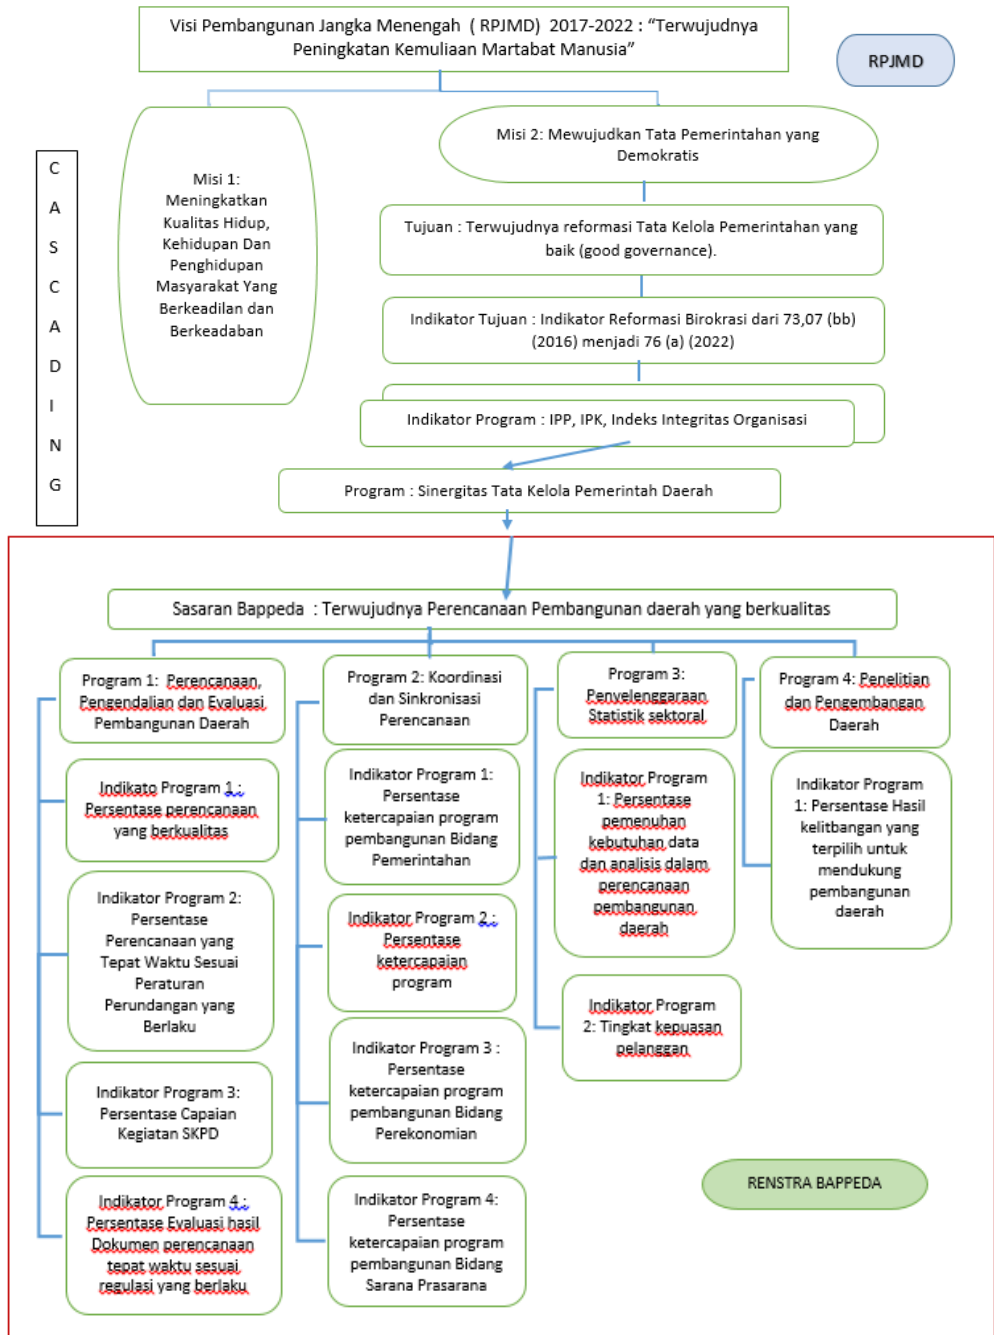 Visi Pembangunan Jangka Menengah ( RPJMD) 2017-2022 : “Terwujudnya
Peningkatan Kemuliaan Martabat Manusia”
RPJMD
C
A
S
C
A
D
I
N
G
Misi 1:
Meningkatkan
Kualitas Hidup,
Kehidupan Dan
Penghidupan
Masyarakat Yang
Berkeadilan dan
Berkeadaban
Misi 2: Mewujudkan Tata Pemerintahan yang
Demokratis
Tujuan : Terwujudnya reformasi Tata Kelola Pemerintahan yang
baik (good governance).
Indikator Tujuan : Indikator Reformasi Birokrasi dari 73,07 (bb)
(2016) menjadi 76 (a) (2022)
Indikator Program : IPP, IPK, Indeks Integritas Organisasi
Program : Sinergitas Tata Kelola Pemerintah Daerah
Sasaran Bappeda : Terwujudnya Perencanaan Pembangunan daerah yang berkualitas
Program 1: Perencanaan,
Pengendalian dan Evaluasi
Pembangunan Daerah
Indikato Program 1 :
Persentase perencanaan
yang berkualitas
Indikator Program 2:
Persentase
Perencanaan yang
Tepat Waktu Sesuai
Peraturan
Perundangan yang
Berlaku
Indikator Program 3:
Persentase Capaian
Kegiatan SKPD
Indikator Program 4 :
Persentase Evaluasi hasil
Dokumen perencanaan
tepat waktu sesuai
regulasi yang berlaku
Program 2: Koordinasi
dan Sinkronisasi
Perencanaan
Indikator Program 1:
Persentase
ketercapaian program
pembangunan Bidang
Pemerintahan
Indikator Program 2 :
Persentase
ketercapaian
program
Indikator Program 3 :
Persentase
ketercapaian program
pembangunan Bidang
Perekonomian
Indikator Program 4:
Persentase
ketercapaian program
pembangunan Bidang
Sarana Prasarana
Program 3:
Penyelenggaraan
Statistik sektoral
Indikator Program
1: Persentase
pemenuhan
kebutuhan data
dan analisis dalam
perencanaan
pembangunan
daerah
Indikator Program
2: Tingkat kepuasan
pelanggan
Program 4: Penelitian
dan Pengembangan
Daerah
Indikator Program
1: Persentase Hasil
kelitbangan yang
terpilih untuk
mendukung
pembangunan
daerah
RENSTRA BAPPEDA